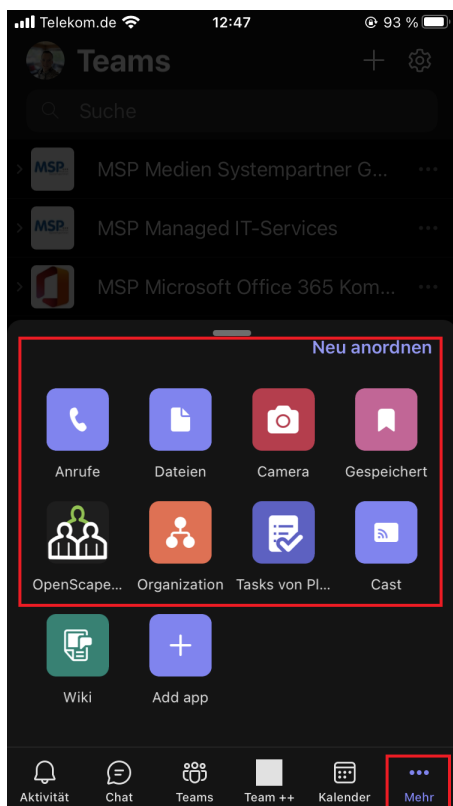 Telekom.de 12:47 93 %
Teams
Suche
MSP MSP Medien Systempartner G...
MSP MSP Managed IT-Services
MSP Microsoft Office 365 Kom...
Neu anordnen
Anrufe Dateien Camera Gespeichert
OpenScape... Organization Tasks von Pl... Cast
Wiki Add app
Aktivität Chat Teams Team ++ Kalender Mehr